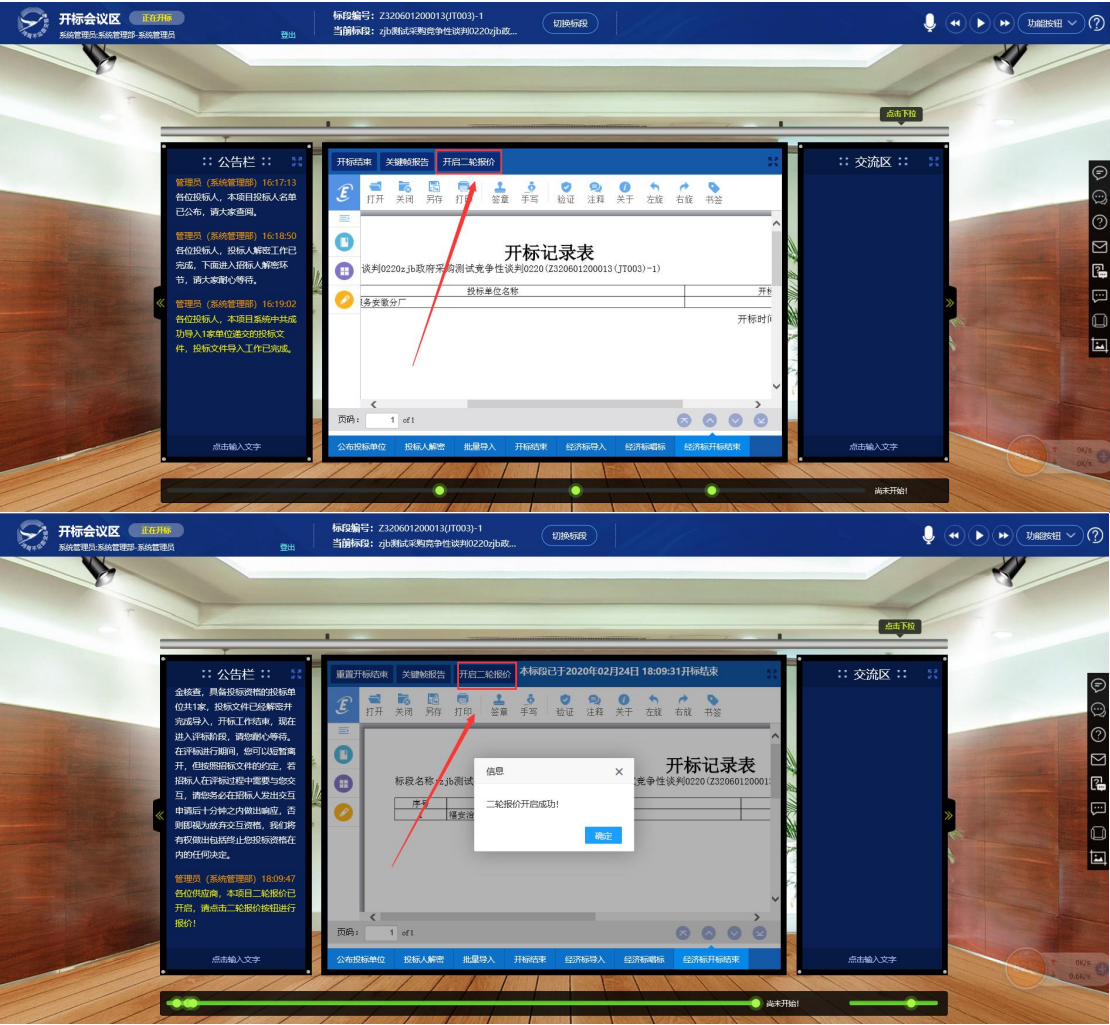 开标会议区 正在开标
系统管理员:系统管理部-系统管理员
登出
标段编号：Z320601200013(JT003)-1
当前标段：zjb测试采购竞争性谈判0220zjb政...
切换标段
功能按钮
点击下拉
:: 公告栏 ::
管理员（系统管理部）16:17:13
各位投标人，本项目投标人名单
已公布，请大家查阅。
管理员（系统管理部）16:18:50
各位投标人，投标人解密工作已
完成，下面进入招标人解密环
节，请大家耐心等待。
管理员（系统管理部）16:19:02
各位投标人，本项目系统中共成
功导入1家单位递交的投标文
件，投标文件导入工作已完成。
点击输入文字
开标结束 关键帧报告 开启二轮报价
打开 关闭 另存 打印 签章 手写 验证 注释 关于 左旋 右旋 书签
开标记录表
谈判0220zjb政府采购测试竞争性谈判0220(Z320601200013(JT003)-1)
投标单位名称 开标
务安徽分厂
开标时间
页码： 1 of1
公布投标单位 投标人解密 批量导入 开标结束 经济标导入 经济标唱标 经济标开标结束
:: 交流区 ::
点击输入文字
0K/s
0K/s
尚未开始!
开标会议区 正在开标
系统管理员:系统管理部-系统管理员
登出
标段编号：Z320601200013(JT003)-1
当前标段：zjb测试采购竞争性谈判0220zjb政...
切换标段
功能按钮
点击下拉
:: 公告栏 ::
金核查，具备投标资格的投标单
位共1家，投标文件已经解密并
完成导入，开标工作结束，现在
进入评标阶段，请您耐心等待。
在评标进行期间，您可以短暂离
开，但按照招标文件的约定，若
招标人在评标过程中需要与您交
互，请您务必在招标人发出交互
申请后十分钟之内做出响应，否
则即视为放弃交互资格，我们将
有权做出包括终止您投标资格在
内的任何决定。
管理员（系统管理部）18:09:47
各位供应商，本项目二轮报价已
开启，请点击二轮报价按钮进行
报价!
点击输入文字
重置开标结束 关键帧报告 开启二轮报价 本标段已于2020年02月24日 18:09:31开标结束
打开 关闭 另存 打印 签章 手写 验证 注释 关于 左旋 右旋 书签
开标记录表
标段名称:zjb测试 竞争性谈判0220(Z32060120001
序号
1 福安治
信息
二轮报价开启成功!
确定
页码： 1 of1
公布投标单位 投标人解密 批量导入 开标结束 经济标导入 经济标唱标 经济标开标结束
:: 交流区 ::
点击输入文字
0K/s
0.6K/s
尚未开始!